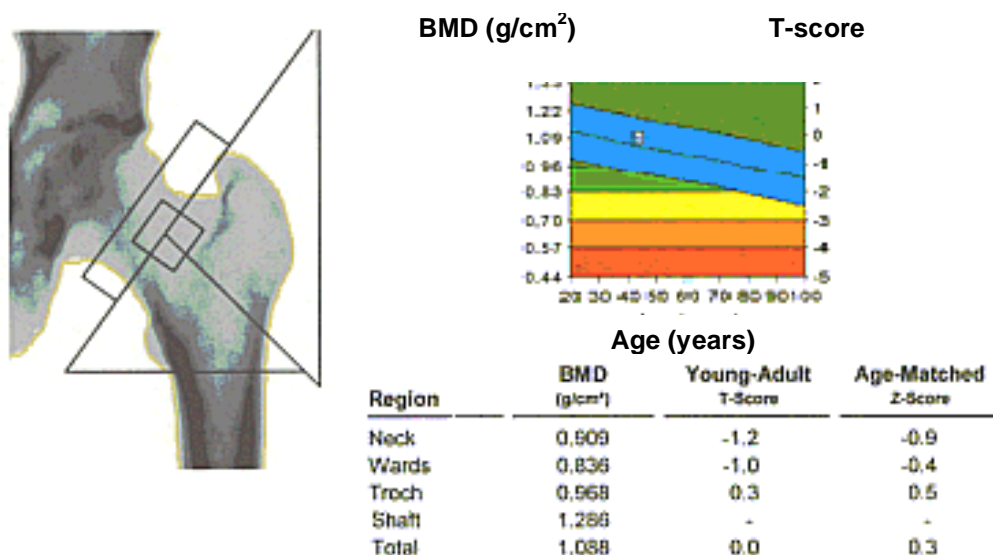 BMD (g/cm²) T-score
1.22 1
1.09 0
0.96 -1
0.83 -2
0.70 -3
0.57 -4
0.44 -5
20 30 40 50 60 70 80 90 100
Age (years)
Region BMD (g/cm²) Young-Adult T-Score Age-Matched Z-Score
Neck 0.909 -1.2 -0.9
Wards 0.836 -1.0 -0.4
Troch 0.968 0.3 0.5
Shaft 1.286 - -
Total 1.088 0.0 0.3